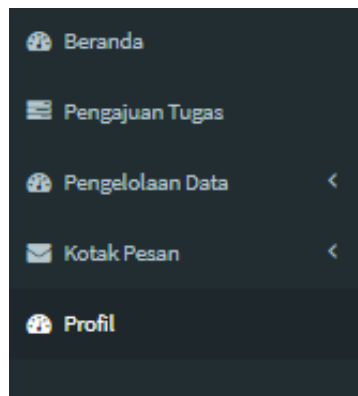 Beranda
Pengajuan Tugas
Pengelolaan Data
Kotak Pesan
Profil